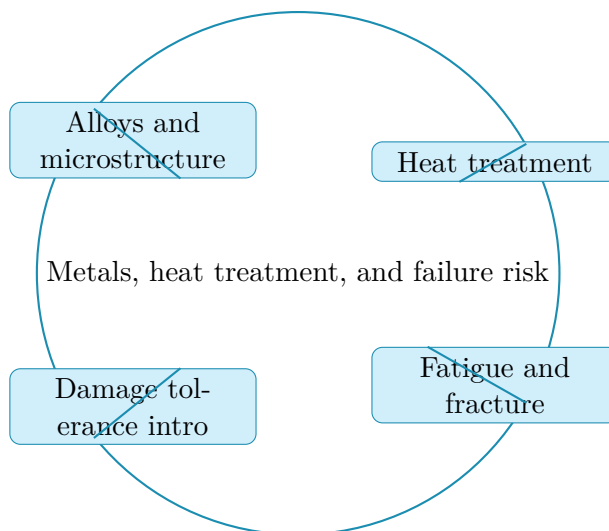 Alloys and
microstructure
Heat treatment
Metals, heat treatment, and failure risk
Damage tol-
erance intro
Fatigue and
fracture